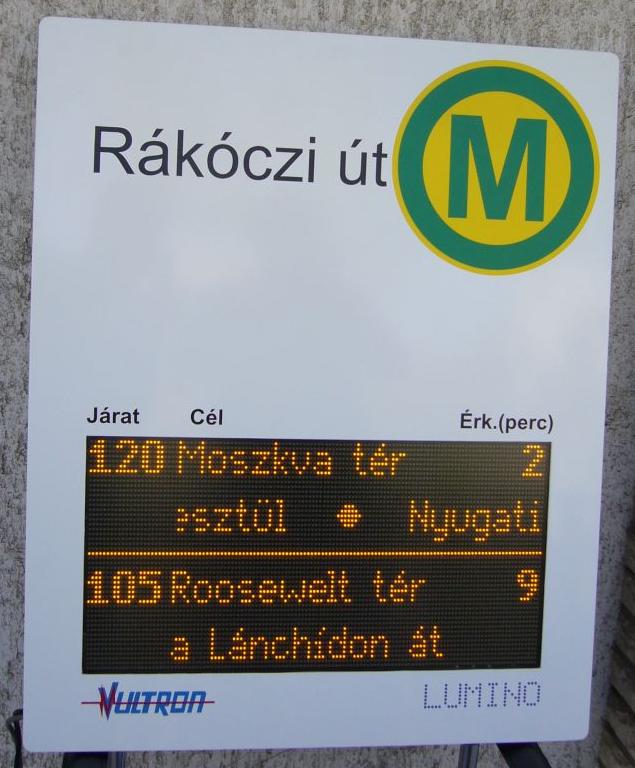 Rákóczi út M
Járat Cél Érk.(perc)
120 Moszkva tér 2
esztül ● Nyugati
105 Roosewelt tér 9
a Lánchídon át
VULTRON LUMINO